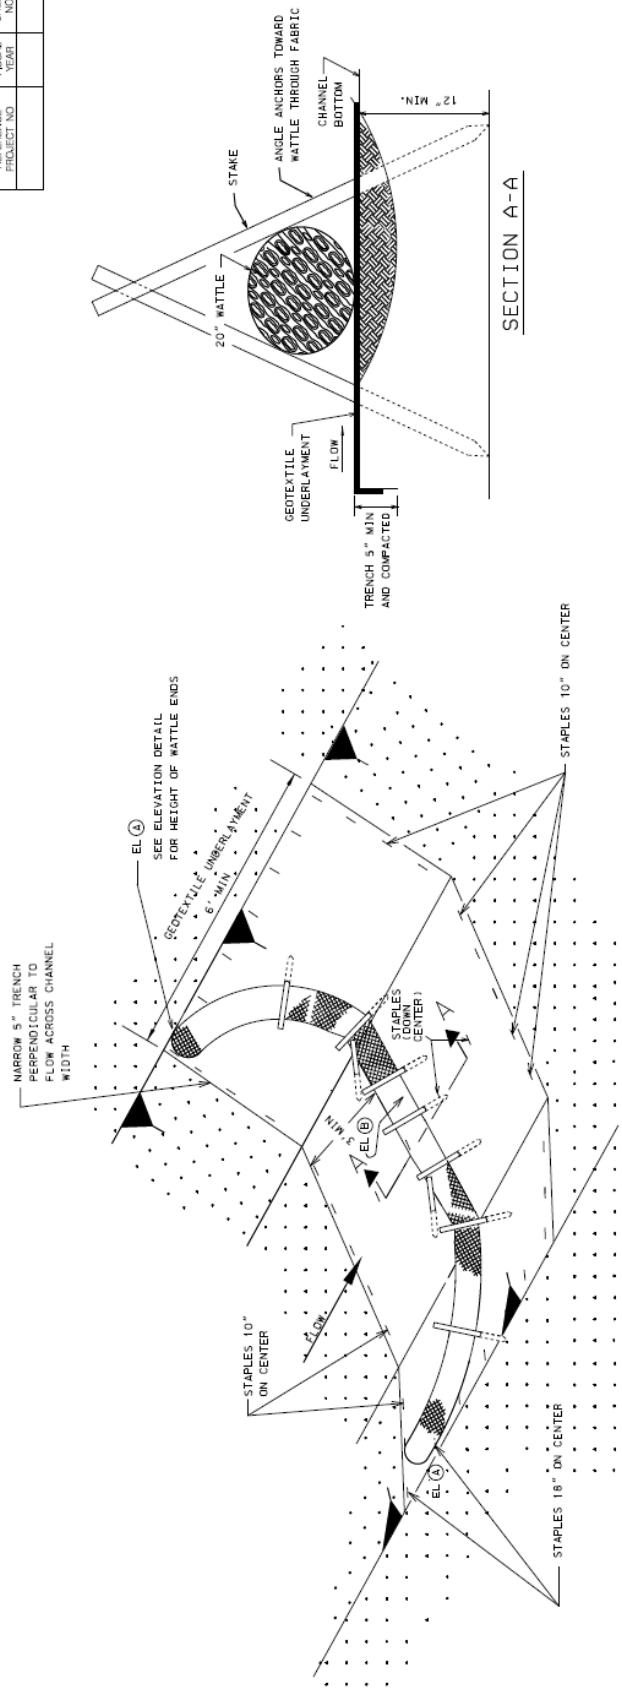 PROJECT NO
YEAR
NO
NARROW 5" TRENCH
PERPENDICULAR TO
FLOW ACROSS CHANNEL
WIDTH
EL A
SEE ELEVATION DETAIL
FOR HEIGHT OF WATTLE ENDS
GEOTEXTILE UNDERLAYMENT
6' MIN
STAPLES 10"
ON CENTER
FLOW
3' MIN
A
EL B
STAPLES
(DOWN
CENTER)
A
EL A
STAPLES 18" ON CENTER
STAPLES 10" ON CENTER
STAKE
ANGLE ANCHORS TOWARD
WATTLE THROUGH FABRIC
20" WATTLE
CHANNEL
BOTTOM
12" MIN.
GEOTEXTILE
UNDERLAYMENT
FLOW
TRENCH 5" MIN
AND COMPACTED
SECTION A-A